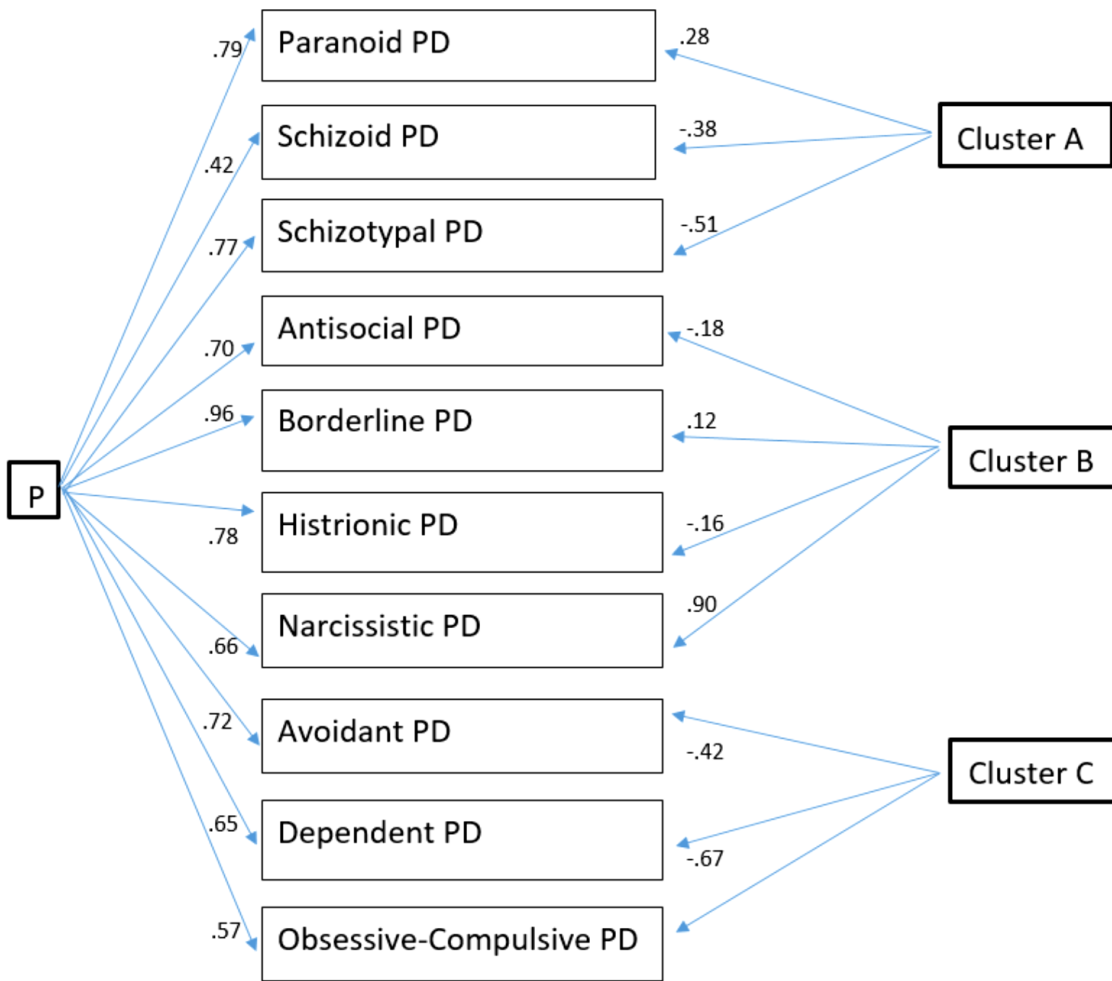 .79
Paranoid PD
.28
Cluster A
.42
Schizoid PD
-.38
.77
Schizotypal PD
-.51
.70
Antisocial PD
-.18
.96
Borderline PD
.12
Cluster B
P
.78
Histrionic PD
-.16
.66
Narcissistic PD
.90
.72
Avoidant PD
-.42
Cluster C
.65
Dependent PD
-.67
.57
Obsessive-Compulsive PD